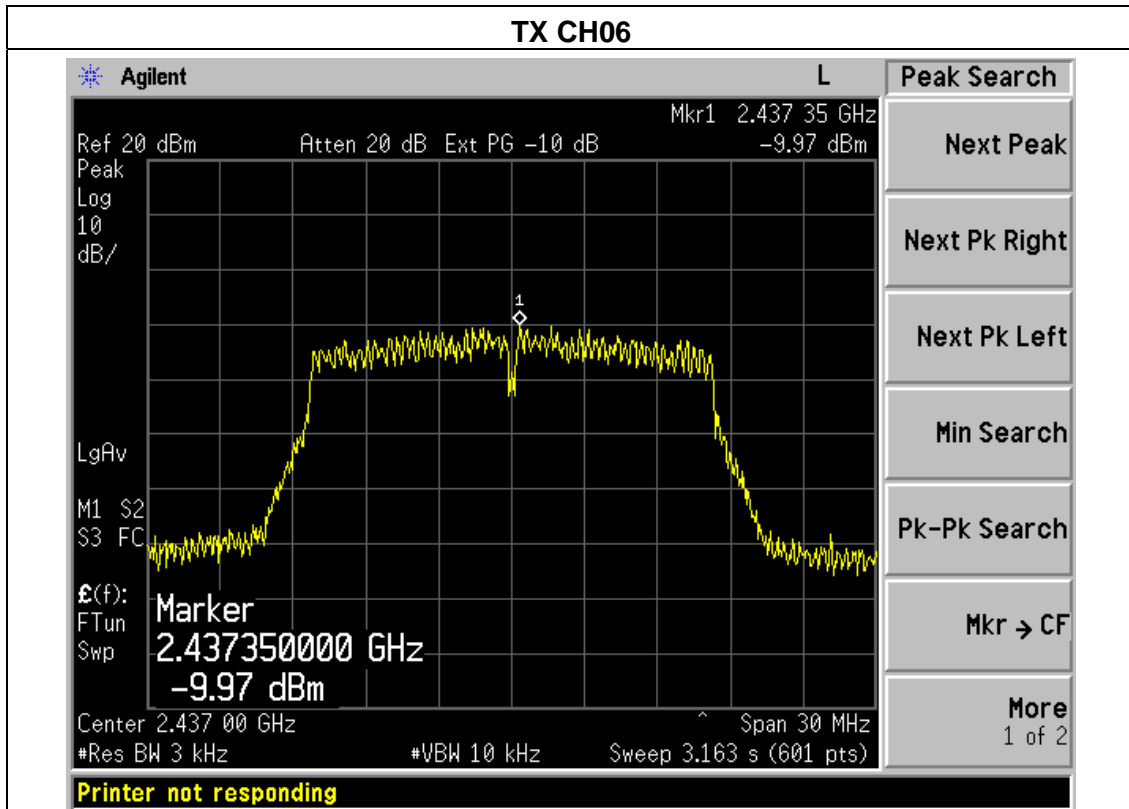 TX CH06
Agilent L Peak Search
Mkr1 2.437 35 GHz
Ref 20 dBm Atten 20 dB Ext PG -10 dB -9.97 dBm
Peak
Log
10
dB/
1
LgAv
M1 S2
S3 FC
£(f):
FTun
Swp
Marker
2.437350000 GHz
-9.97 dBm
Center 2.437 00 GHz ^ Span 30 MHz
#Res BW 3 kHz #VBW 10 kHz Sweep 3.163 s (601 pts)
Next Peak
Next Pk Right
Next Pk Left
Min Search
Pk-Pk Search
Mkr → CF
More
1 of 2
Printer not responding